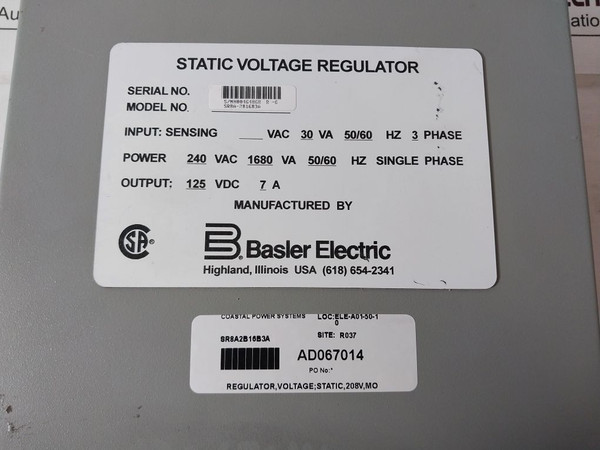 STATIC VOLTAGE REGULATOR
SERIAL NO.
MODEL NO.
INPUT: SENSING ___ VAC 30 VA 50/60 HZ 3 PHASE
POWER 240 VAC 1680 VA 50/60 HZ SINGLE PHASE
OUTPUT: 125 VDC 7 A
MANUFACTURED BY
CSA
B® Basler Electric
Highland, Illinois USA (618) 654-2341
COASTAL POWER SYSTEMS LOC:ELE-A01-50-1
0
SR8A2B16B3A SITE: R037
AD067014
PO No:*
REGULATOR,VOLTAGE;STATIC,208V,MO